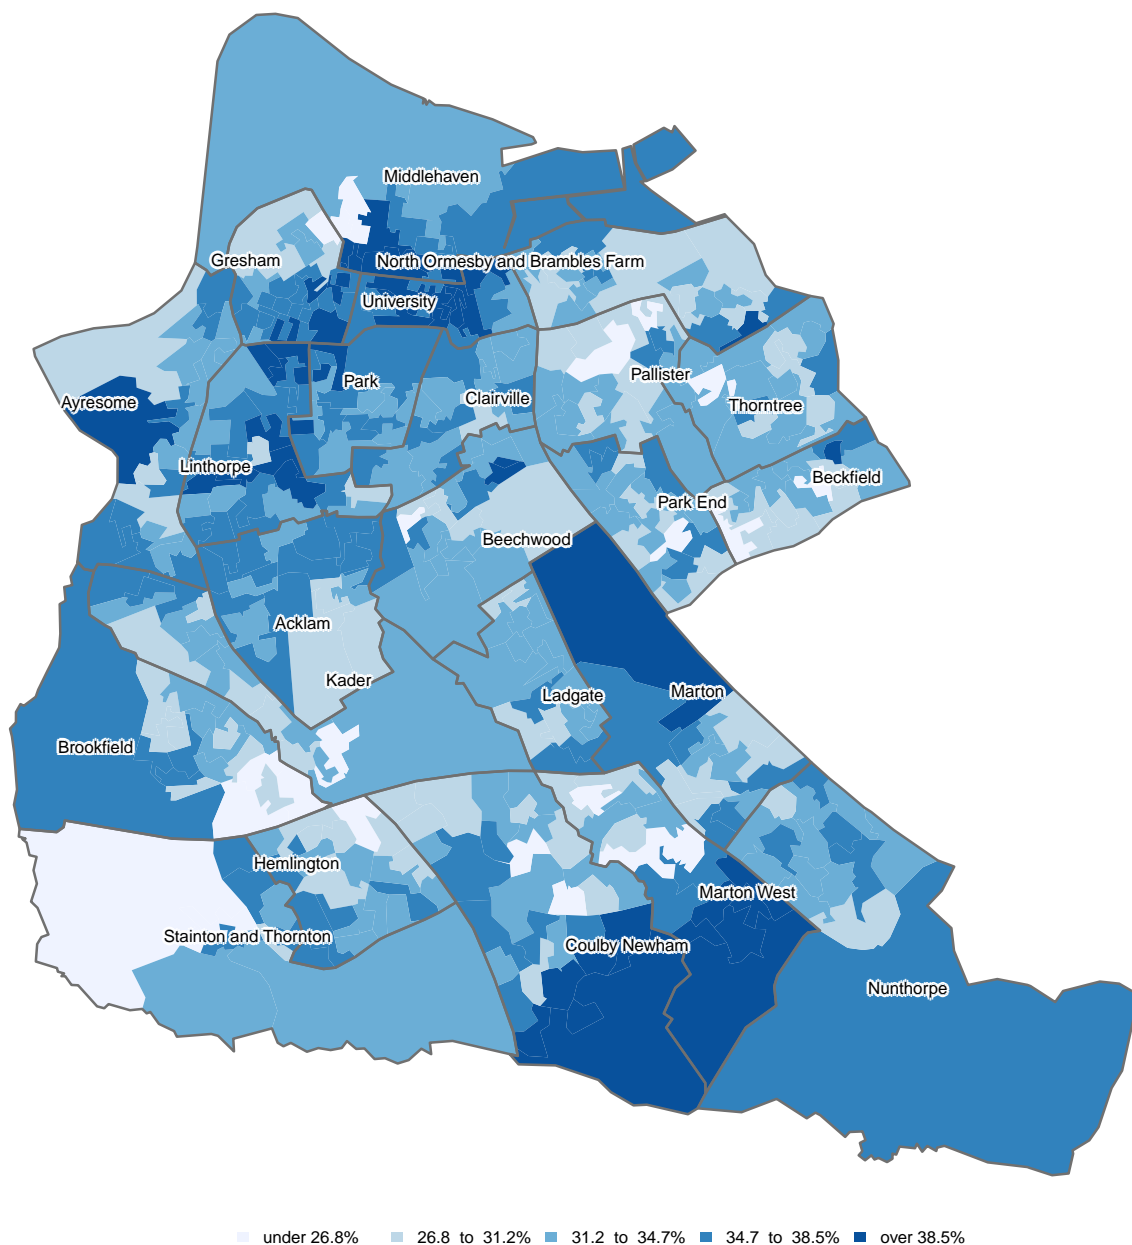 Middlehaven
Gresham
North Ormesby and Brambles Farm
University
Park
Pallister
Ayresome
Clairville
Thorntree
Linthorpe
Beckfield
Park End
Beechwood
Acklam
Kader
Ladgate
Marton
Brookfield
Hemlington
Marton West
Stainton and Thornton
Coulby Newham
Nunthorpe
under 26.8% 26.8 to 31.2% 31.2 to 34.7% 34.7 to 38.5% over 38.5%